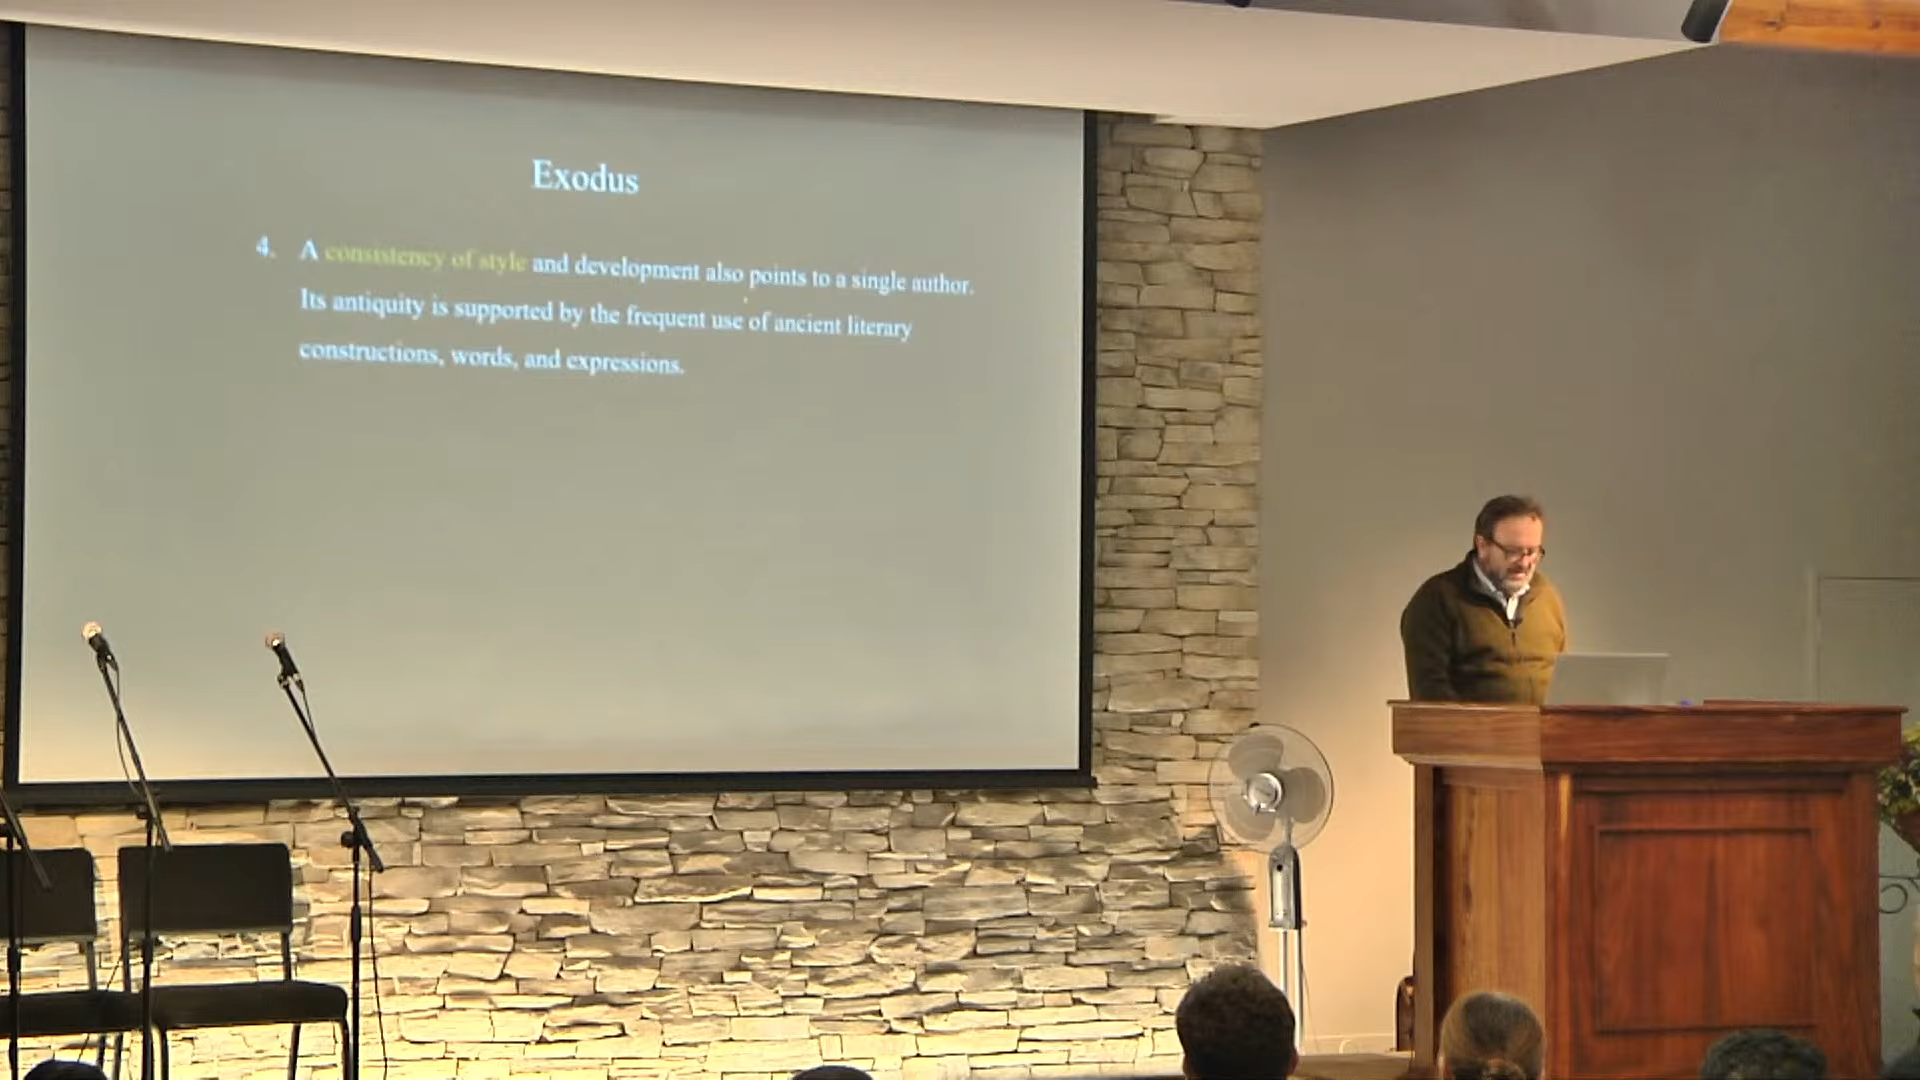 Exodus
4. A consistency of style and development also points to a single author.
Its antiquity is supported by the frequent use of ancient literary
constructions, words, and expressions.